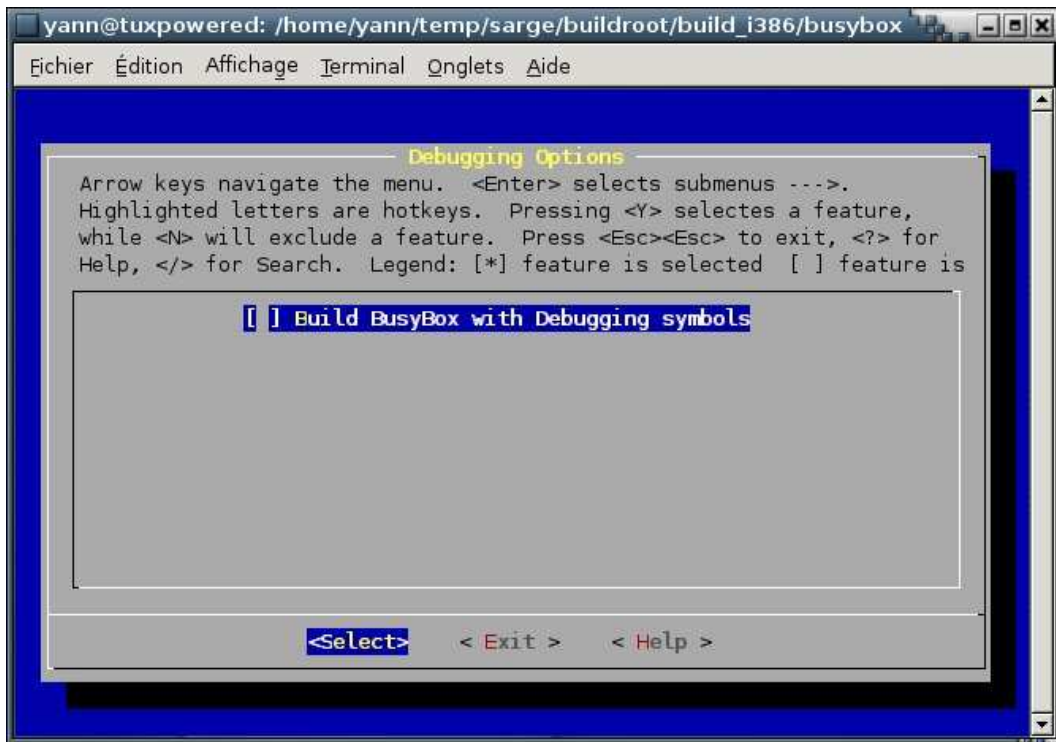 yann@tuxpowered: /home/yann/temp/sarge/buildroot/build_i386/busybox
Fichier Édition Affichage Terminal Onglets Aide
Debugging Options
Arrow keys navigate the menu. <Enter> selects submenus --->.
Highlighted letters are hotkeys. Pressing <Y> selectes a feature,
while <N> will exclude a feature. Press <Esc><Esc> to exit, <?> for
Help, </> for Search. Legend: [*] feature is selected [ ] feature is
[ ] Build BusyBox with Debugging symbols
<Select> < Exit > < Help >